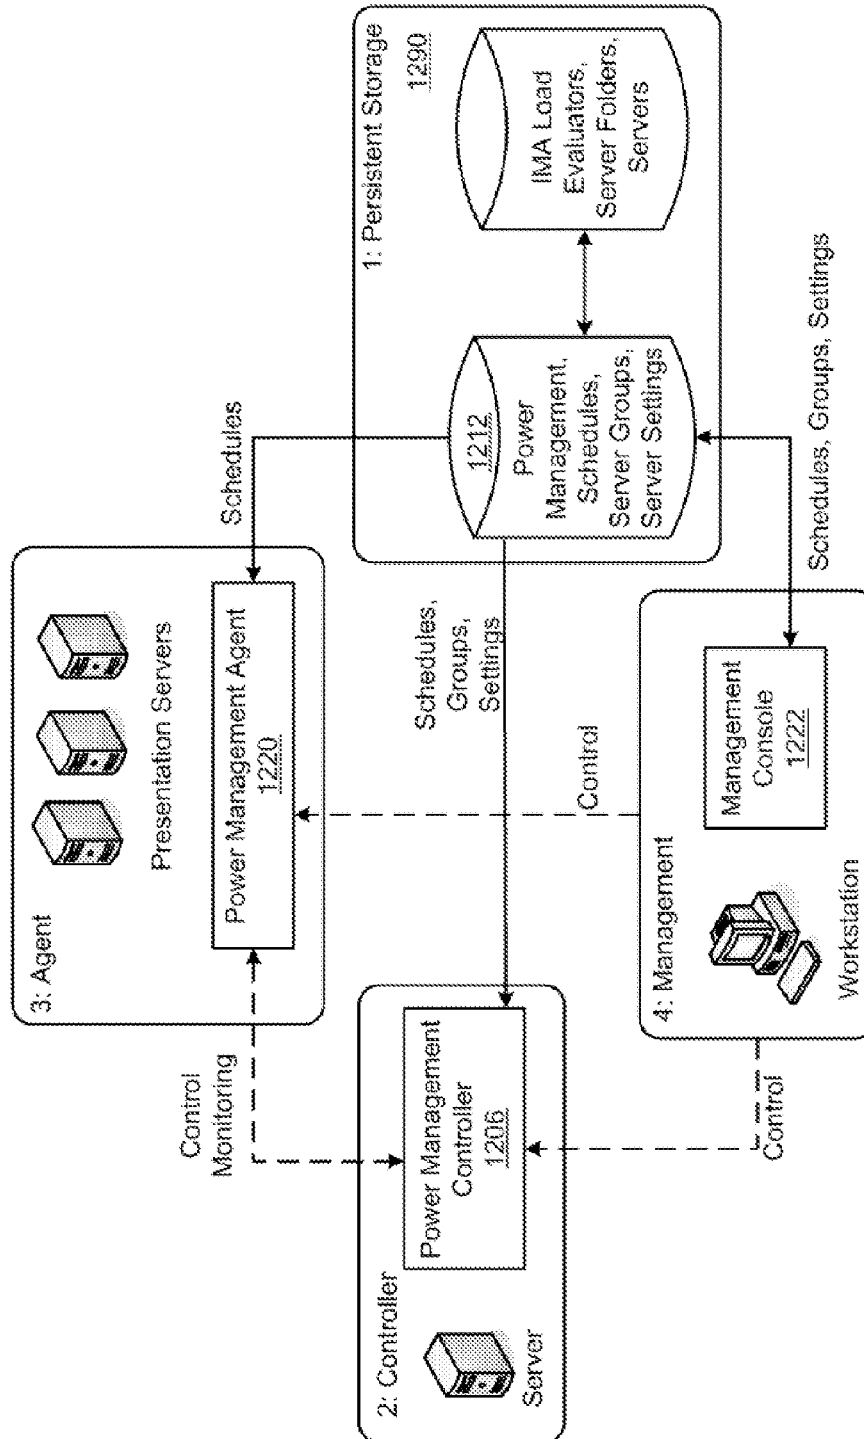 3: Agent
Presentation Servers
Power Management Agent
1220
Schedules
1: Persistent Storage
1290
1212
Power
Management,
Schedules,
Server Groups,
Server Settings
IMA Load
Evaluators,
Server Folders,
Servers
Control
Monitoring
Schedules,
Groups,
Settings
2: Controller
Server
Power Management
Controller
1206
Control
Control
4: Management
Workstation
Management
Console
1222
Schedules, Groups, Settings